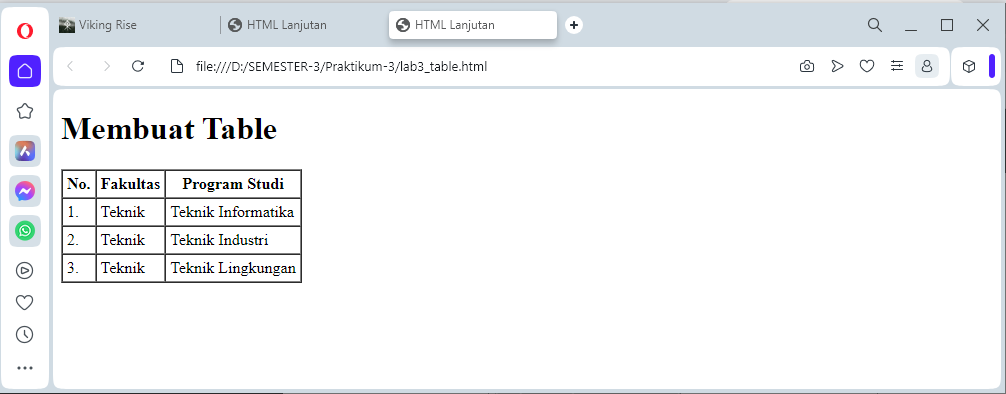 Viking Rise
HTML Lanjutan
HTML Lanjutan
file:///D:/SEMESTER-3/Praktikum-3/lab3_table.html
Membuat Table
No. Fakultas Program Studi
1. Teknik Teknik Informatika
2. Teknik Teknik Industri
3. Teknik Teknik Lingkungan